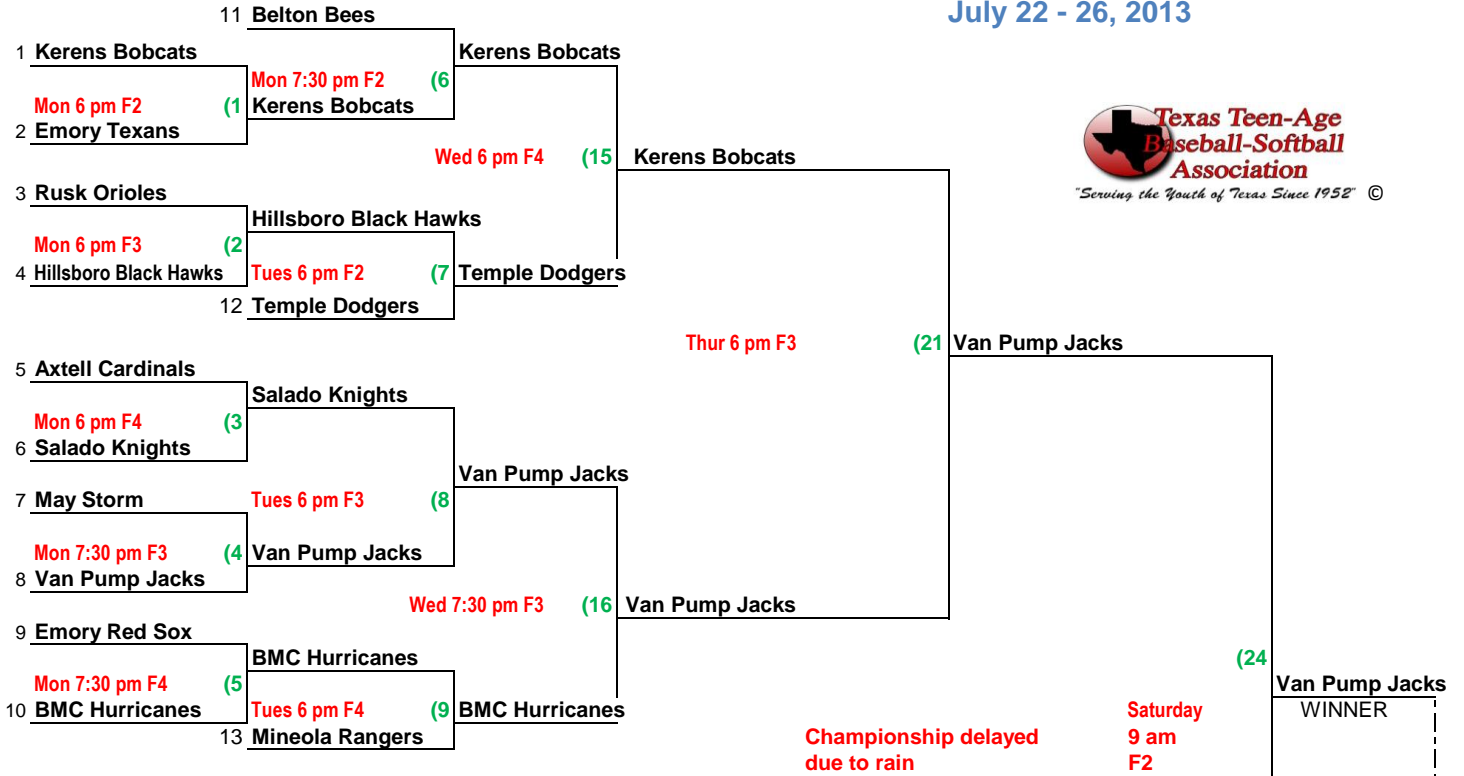 July 22 - 26, 2013
11 Belton Bees
1 Kerens Bobcats
Kerens Bobcats
Mon 7:30 pm F2 (6
Mon 6 pm F2 (1 Kerens Bobcats
2 Emory Texans
Texas Teen-Age
Baseball-Softball
Association
"Serving the Youth of Texas Since 1952" ©
Wed 6 pm F4 (15 Kerens Bobcats
3 Rusk Orioles
Hillsboro Black Hawks
Mon 6 pm F3 (2
4 Hillsboro Black Hawks Tues 6 pm F2 (7 Temple Dodgers
12 Temple Dodgers
Thur 6 pm F3 (21 Van Pump Jacks
5 Axtell Cardinals
Salado Knights
Mon 6 pm F4 (3
6 Salado Knights
Van Pump Jacks
7 May Storm Tues 6 pm F3 (8
Mon 7:30 pm F3 (4 Van Pump Jacks
8 Van Pump Jacks
Wed 7:30 pm F3 (16 Van Pump Jacks
9 Emory Red Sox
BMC Hurricanes
(24
Mon 7:30 pm F4 (5
Van Pump Jacks
10 BMC Hurricanes Tues 6 pm F4 (9 BMC Hurricanes
Saturday WINNER
13 Mineola Rangers
Championship delayed 9 am
due to rain F2